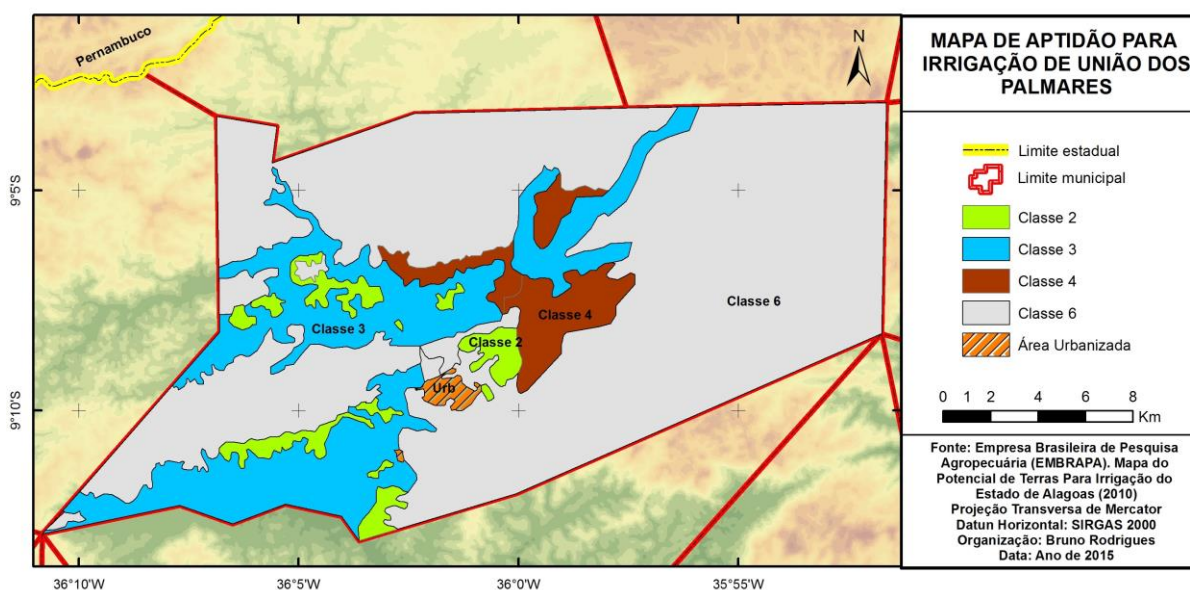 Pernambuco
N
9°5'S
9°10'S
Classe 6
Classe 3
Classe 4
Classe 2
Urb
36°10'W
36°5'W
36°0'W
35°55'W
MAPA DE APTIDÃO PARA
IRRIGAÇÃO DE UNIÃO DOS
PALMARES
Limite estadual
Limite municipal
Classe 2
Classe 3
Classe 4
Classe 6
Área Urbanizada
0 1 2 4 6 8
Km
Fonte: Empresa Brasileira de Pesquisa
Agropecuária (EMBRAPA). Mapa do
Potencial de Terras Para Irrigação do
Estado de Alagoas (2010)
Projeção Transversa de Mercator
Datun Horizontal: SIRGAS 2000
Organização: Bruno Rodrigues
Data: Ano de 2015